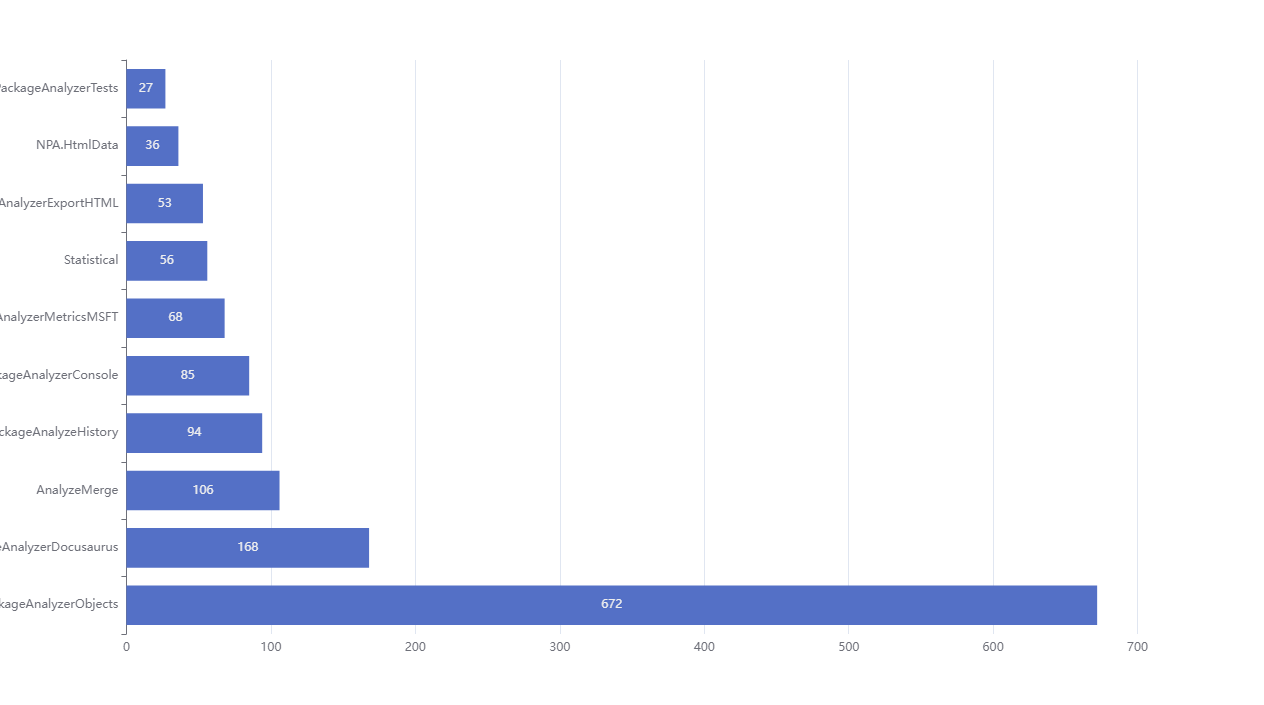 PackageAnalyzerTests 27
NPA.HtmlData 36
AnalyzerExportHTML 53
Statistical 56
AnalyzerMetricsMSFT 68
kageAnalyzerConsole 85
ckageAnalyzeHistory 94
AnalyzeMerge 106
eAnalyzerDocusaurus 168
kageAnalyzerObjects 672
0 100 200 300 400 500 600 700